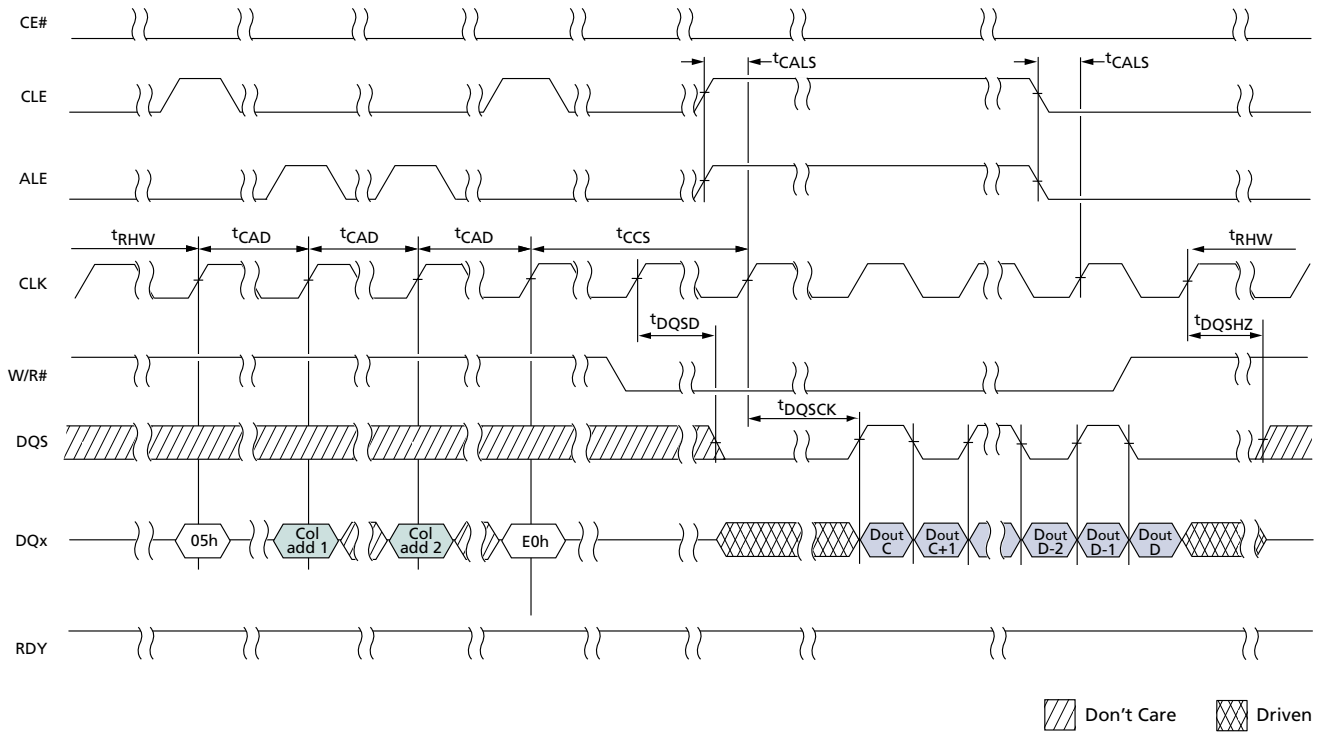 CE#
tCALS
tCALS
CLE
ALE
tRHW
tCAD
tCAD
tCAD
tCCS
tRHW
CLK
tDQSD
tDQSHZ
W/R#
tDQSCK
DQS
DQx
05h
Col
add 1
Col
add 2
E0h
Dout
C
Dout
C+1
Dout
D-2
Dout
D-1
Dout
D
RDY
Don't Care
Driven